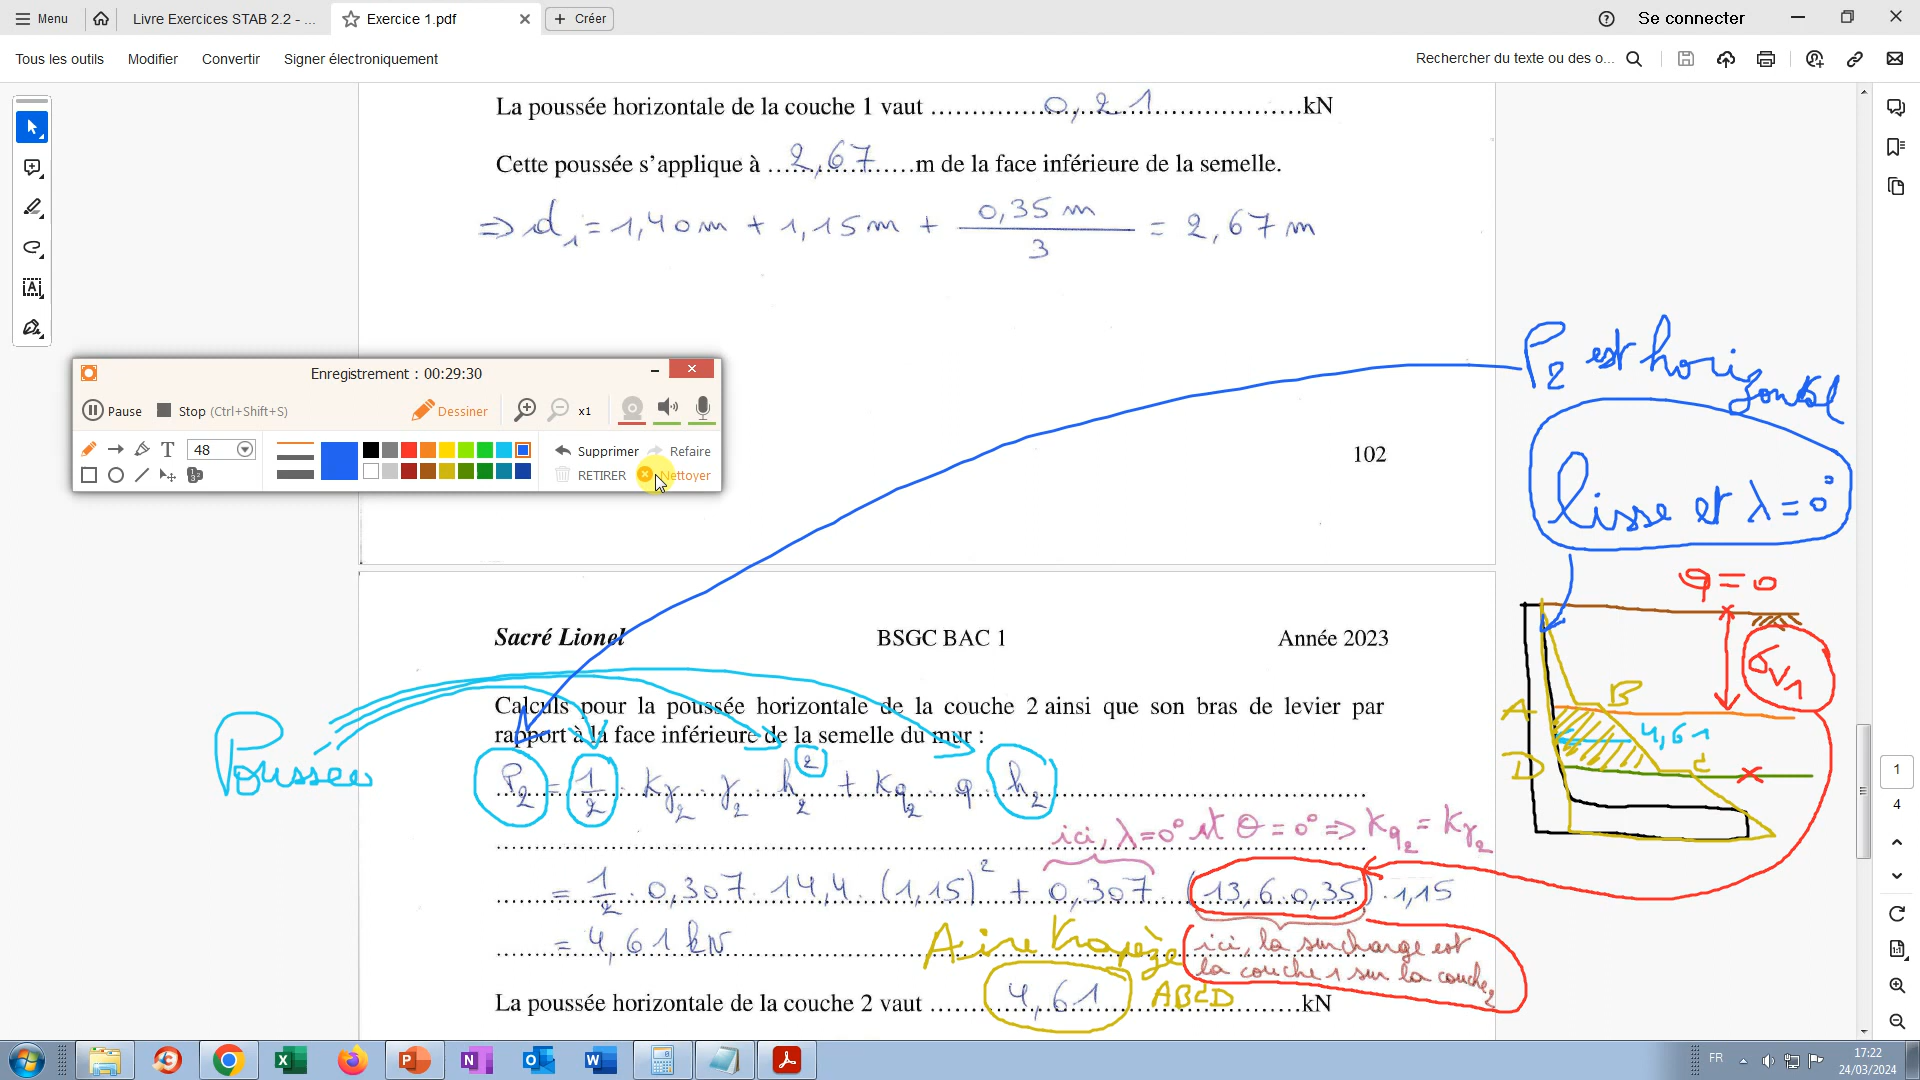 Menu
Livre Exercices STAB 2.2 - ...
Exercice 1.pdf
Créer
Se connecter
Tous les outils
Modifier
Convertir
Signer électroniquement
Rechercher du texte ou des o...
La poussée horizontale de la couche 1 vaut ......0,21......kN
Cette poussée s'applique à ...2,67...m de la face inférieure de la semelle.
=> d1 = 1,40m + 1,15m + 0,35 m / 3 = 2,67 m
Enregistrement : 00:29:30
Pause
Stop (Ctrl+Shift+S)
Dessiner
x1
48
Supprimer
Refaire
RETIRER
Nettoyer
P2 est horizontal
lisse et λ=0°
102
q=0
σv1
A
B
4,61
D
C
Sacré Lionel
BSGC BAC 1
Année 2023
Calculs pour la poussée horizontale de la couche 2 ainsi que son bras de levier par
rapport à la face inférieure de la semelle du mur :
Poussée
P2 = 1/2 · Kγ2 · γ2 · h2² + Kq2 · q · h2
ici, λ=0° et θ=0° => Kq2 = Kγ2
= 1/2 · 0,307 · 14,4 · (1,15)² + 0,307 · (13,6·0,35) · 1,15
= 4,61 kN
Aire trapèze
ABCD
ici, la surcharge est
la couche 1 sur la couche 2
La poussée horizontale de la couche 2 vaut ......4,61......kN
1
4
FR
17:22
24/03/2024